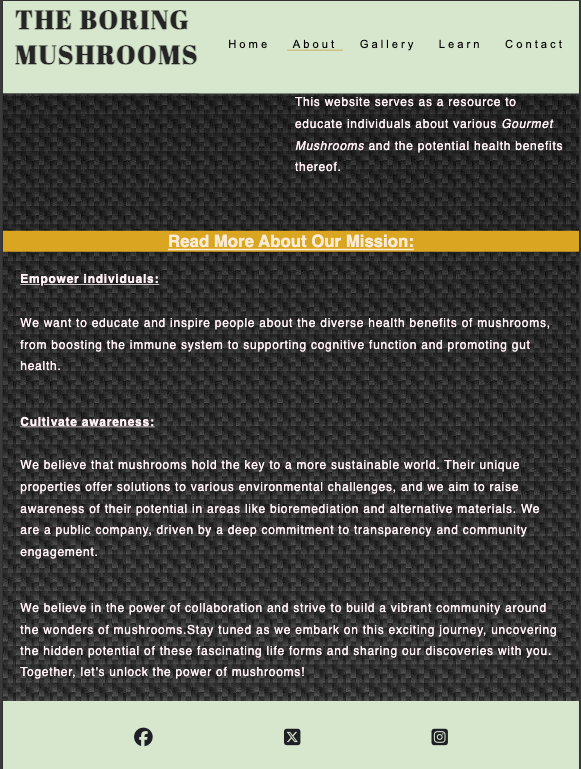 THE BORING
MUSHROOMS
Home About Gallery Learn Contact
This website serves as a resource to
educate individuals about various Gourmet
Mushrooms and the potential health benefits
thereof.
Read More About Our Mission:
Empower individuals:
We want to educate and inspire people about the diverse health benefits of mushrooms,
from boosting the immune system to supporting cognitive function and promoting gut
health.
Cultivate awareness:
We believe that mushrooms hold the key to a more sustainable world. Their unique
properties offer solutions to various environmental challenges, and we aim to raise
awareness of their potential in areas like bioremediation and alternative materials. We
are a public company, driven by a deep commitment to transparency and community
engagement.
We believe in the power of collaboration and strive to build a vibrant community around
the wonders of mushrooms.Stay tuned as we embark on this exciting journey, uncovering
the hidden potential of these fascinating life forms and sharing our discoveries with you.
Together, let's unlock the power of mushrooms!